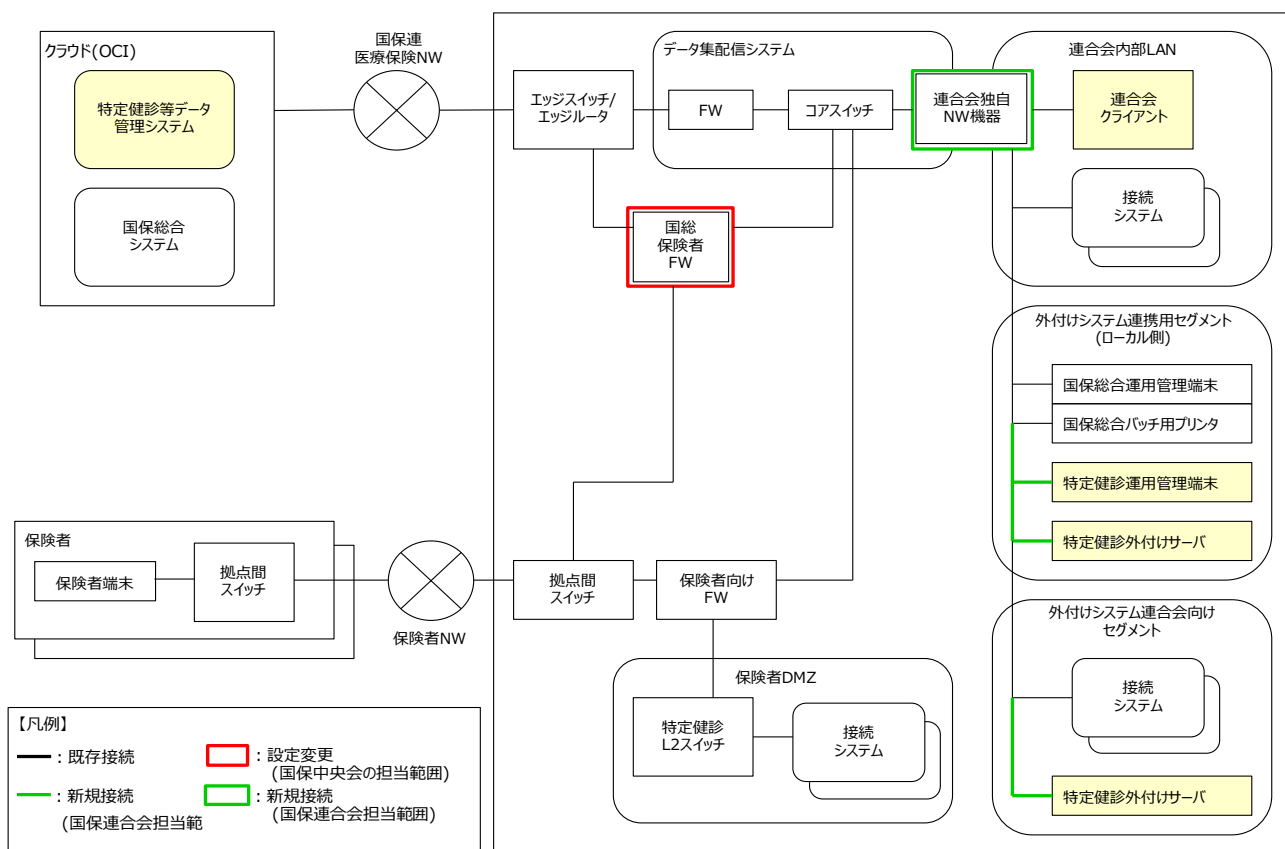 クラウド(OCI)
特定健診等データ
管理システム
国保総合
システム
国保連
医療保険NW
エッジスイッチ/
エッジルータ
データ集配信システム
FW
コアスイッチ
連合会独自
NW機器
連合会内部LAN
連合会
クライアント
接続
システム
国総
保険者
FW
外付けシステム連携用セグメント
(ローカル側)
国保総合運用管理端末
国保総合バッチ用プリンタ
特定健診運用管理端末
特定健診外付けサーバ
保険者
保険者端末
拠点間
スイッチ
保険者NW
拠点間
スイッチ
保険者向け
FW
保険者DMZ
特定健診
L2スイッチ
接続
システム
外付けシステム連合会向け
セグメント
接続
システム
特定健診外付けサーバ
【凡例】
：既存接続
：設定変更
(国保中央会の担当範囲)
：新規接続
(国保連合会担当範
：新規接続
(国保連合会担当範囲)